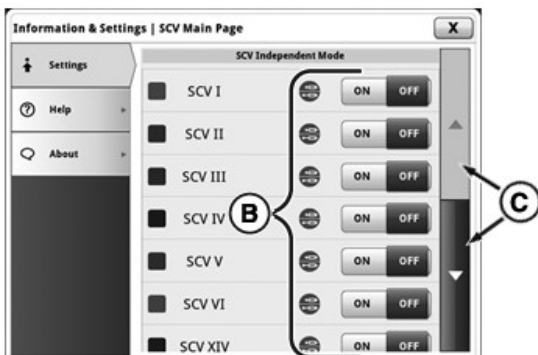 Information & Settings | SCV Main Page X
Settings
Help
About
SCV Independent Mode
SCV I ON OFF
SCV II ON OFF
SCV III ON OFF
SCV IV ON OFF
SCV V ON OFF
SCV VI ON OFF
SCV XIV ON OFF
B
C